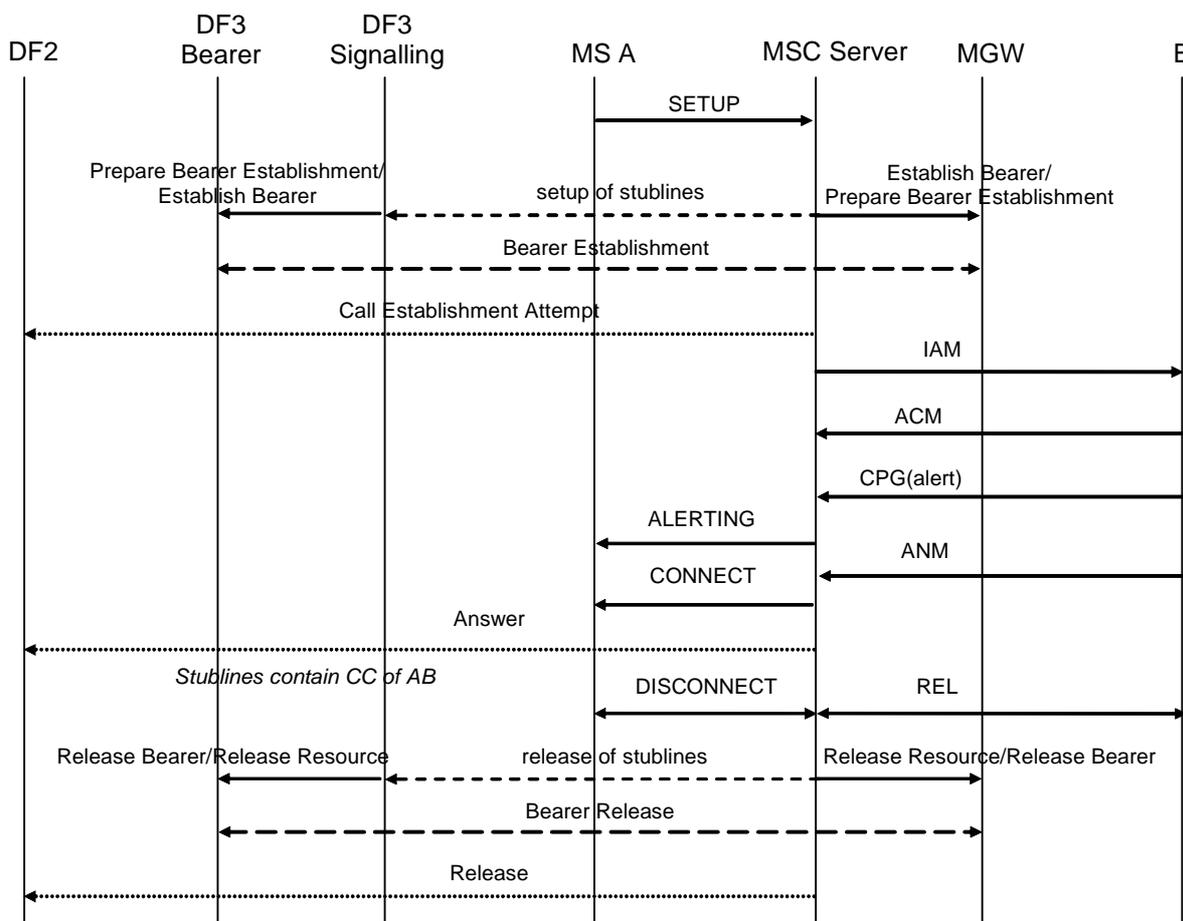 DF2
DF3
Bearer
DF3
Signalling
MS A
MSC Server
MGW
B
SETUP
Prepare Bearer Establishment/
Establish Bearer
setup of stublines
Establish Bearer/
Prepare Bearer Establishment
Bearer Establishment
Call Establishment Attempt
IAM
ACM
CPG(alert)
ALERTING
ANM
CONNECT
Answer
Stublines contain CC of AB
DISCONNECT
REL
Release Bearer/Release Resource
release of stublines
Release Resource/Release Bearer
Bearer Release
Release